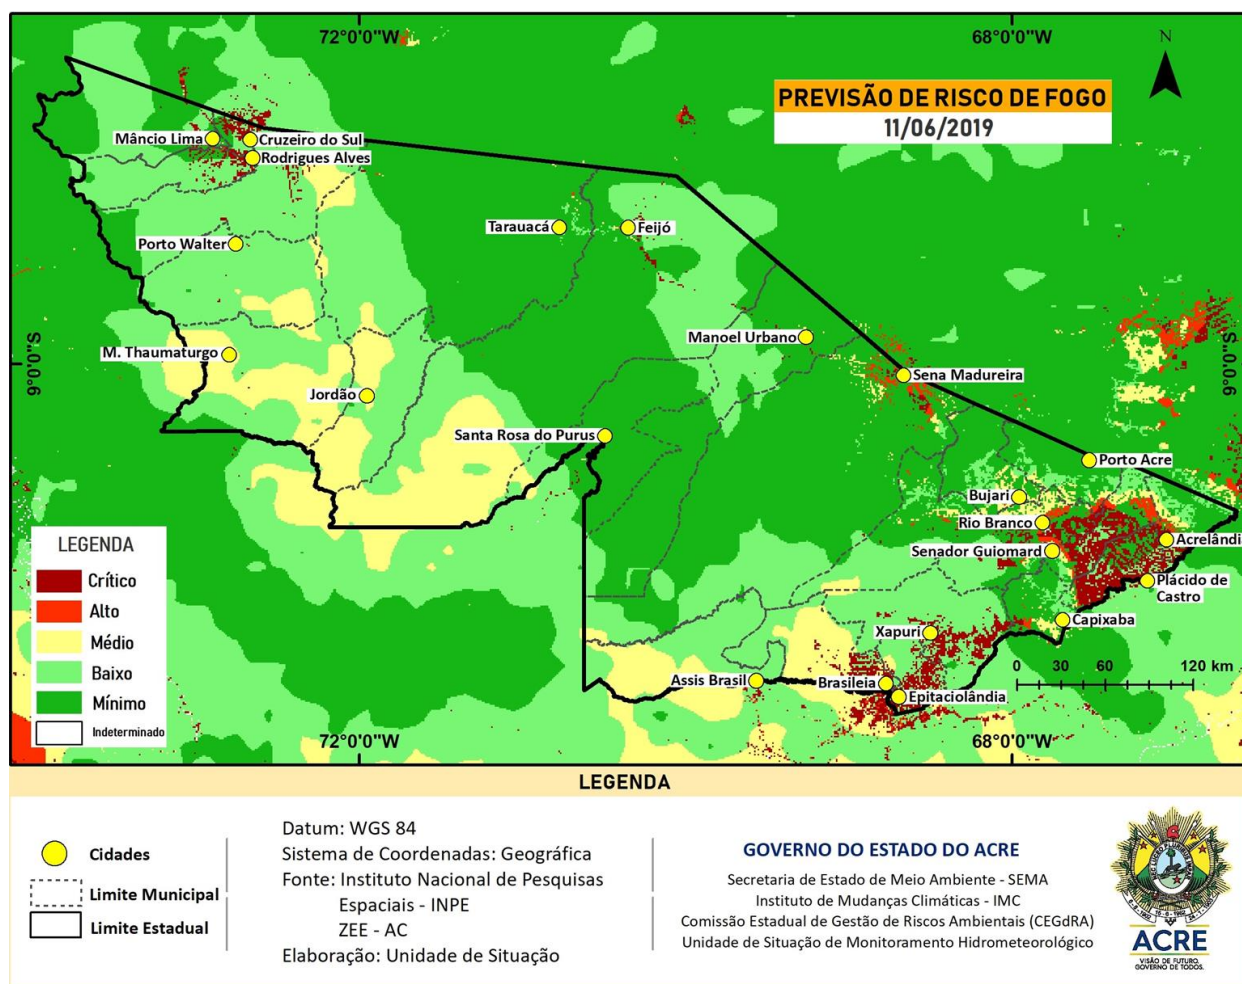 72°0'0"W
68°0'0"W
N
PREVISÃO DE RISCO DE FOGO
11/06/2019
Mâncio Lima
Cruzeiro do Sul
Rodrigues Alves
Tarauacá
Feijó
Porto Walter
Manoel Urbano
M. Thaumaturgo
9°0'0"S
9°0'0"S
Sena Madureira
Jordão
Santa Rosa do Purus
Porto Acre
Bujari
Rio Branco
Acrelândi
Senador Guiomard
Plácido de
Castro
Capixaba
Xapuri
Assis Brasil
Brasileia
Epitaciolândia
0 30 60 120 km
LEGENDA
Crítico
Alto
Médio
Baixo
Mínimo
Indeterminado
72°0'0"W
68°0'0"W
LEGENDA
Cidades
Limite Municipal
Limite Estadual
Datum: WGS 84
Sistema de Coordenadas: Geográfica
Fonte: Instituto Nacional de Pesquisas
Espaciais - INPE
ZEE - AC
Elaboração: Unidade de Situação
GOVERNO DO ESTADO DO ACRE
Secretaria de Estado de Meio Ambiente - SEMA
Instituto de Mudanças Climáticas - IMC
Comissão Estadual de Gestão de Riscos Ambientais (CEGdRA)
Unidade de Situação de Monitoramento Hidrometeorológico
ACRE
VISÃO DE FUTURO.
GOVERNO DE TODOS.